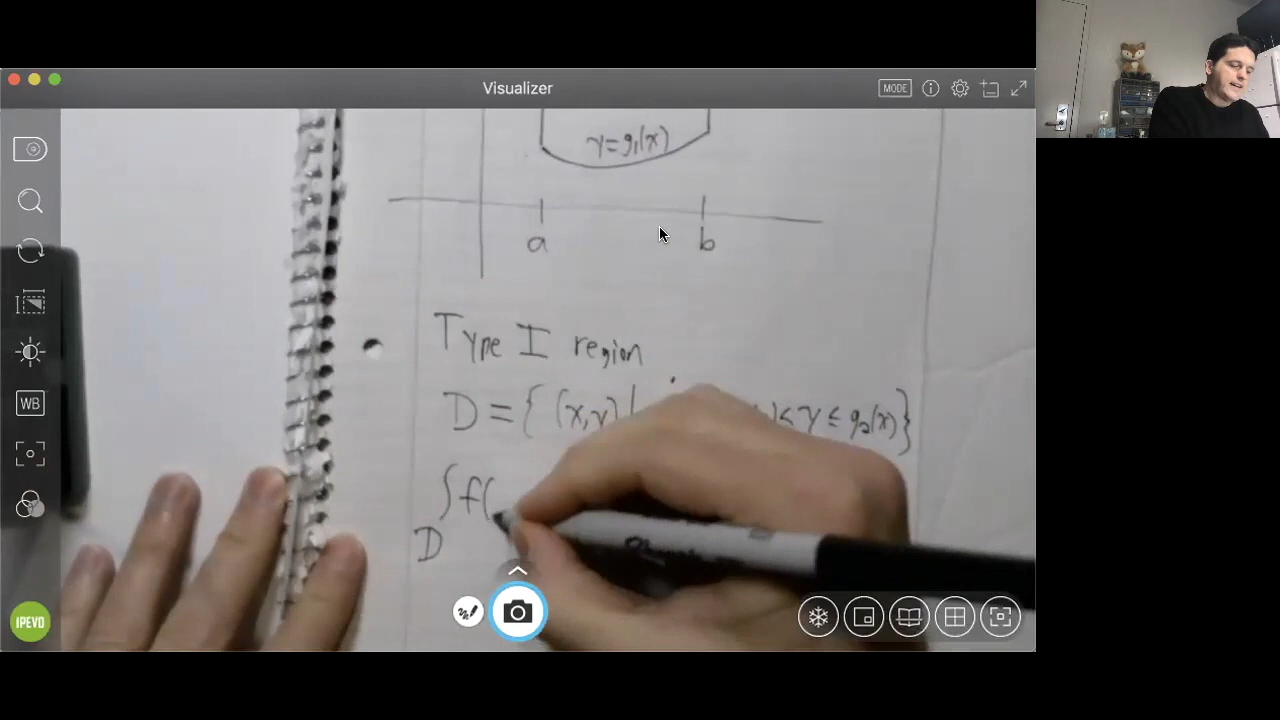 Visualizer
MODE
y=g₁(x)
a b
WB
Type I region
D={(x,y)| )≤y≤g₂(x)}
∫f(
D
IPEVO